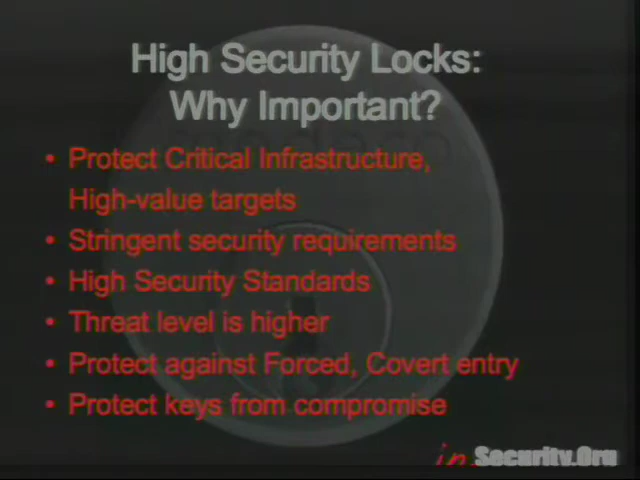 High Security Locks:
Why Important?
• Protect Critical Infrastructure,
High-value targets
• Stringent security requirements
• High Security Standards
• Threat level is higher
• Protect against Forced, Covert entry
• Protect keys from compromise
in.Security.Org